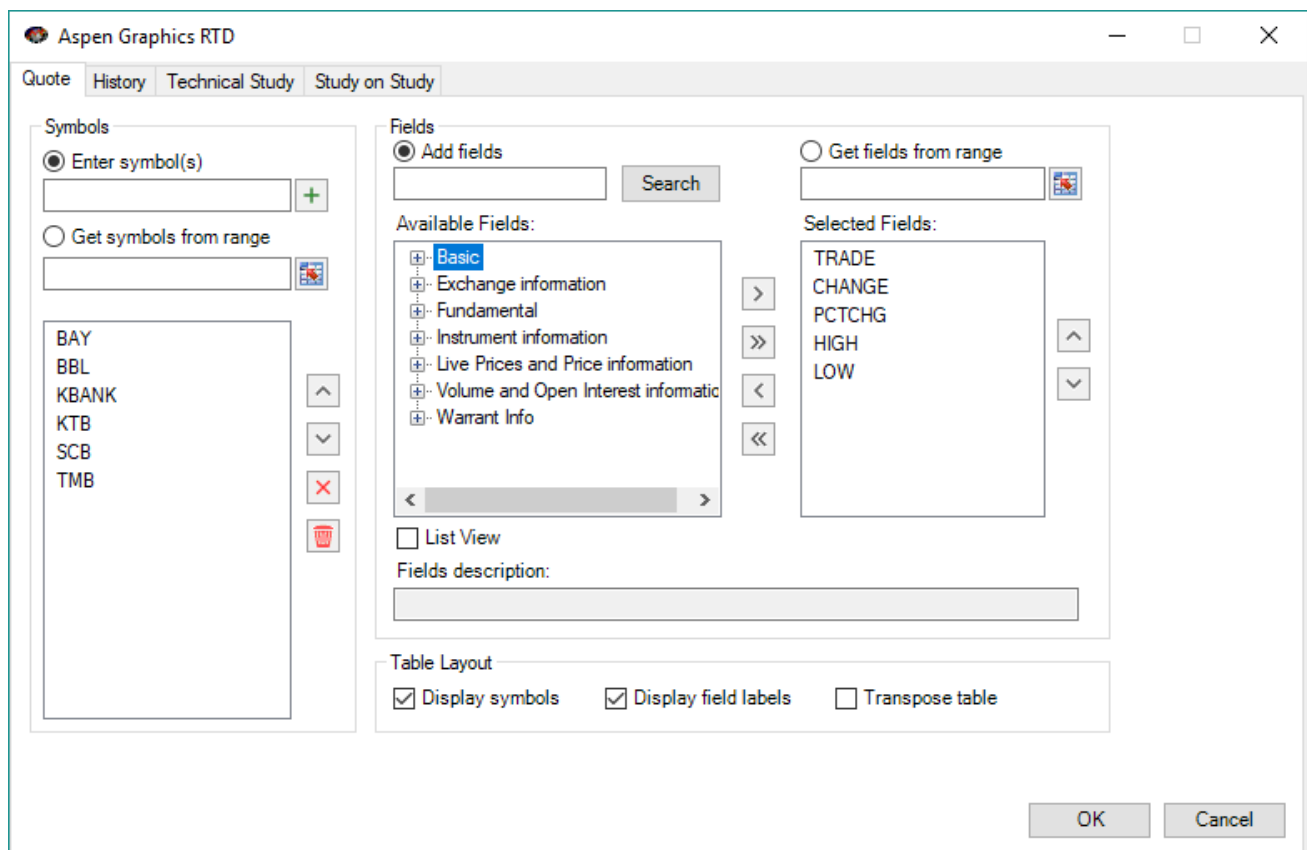 Aspen Graphics RTD
Quote History Technical Study Study on Study
Symbols
Enter symbol(s)
Get symbols from range
BAY
BBL
KBANK
KTB
SCB
TMB
Fields
Add fields
Search
Get fields from range
Available Fields:
Basic
Exchange information
Fundamental
Instrument information
Live Prices and Price information
Volume and Open Interest informatic
Warrant Info
Selected Fields:
TRADE
CHANGE
PCTCHG
HIGH
LOW
List View
Fields description:
Table Layout
Display symbols Display field labels Transpose table
OK Cancel